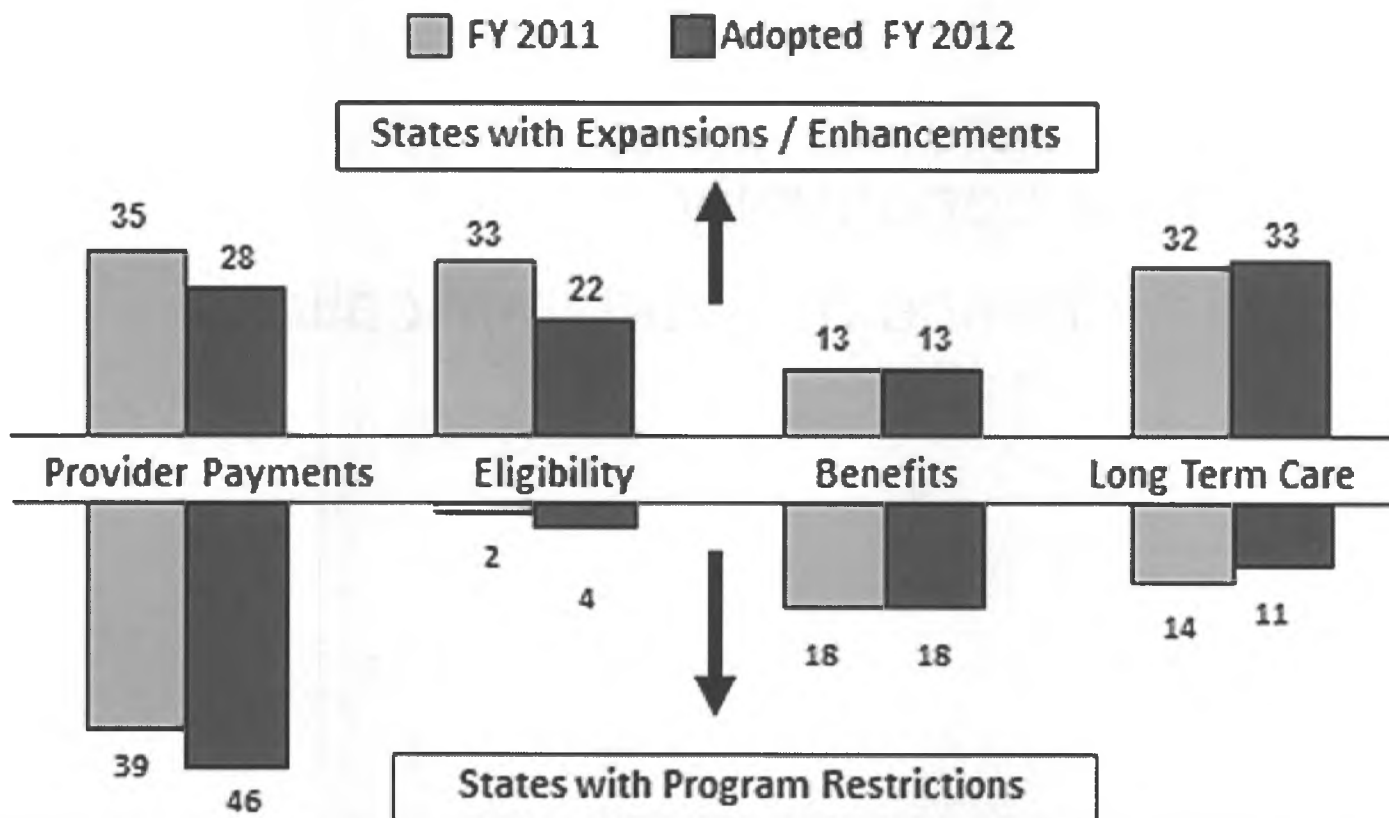 FY 2011 Adopted FY 2012
States with Expansions / Enhancements
35 28 33 22 13 13 32 33
Provider Payments Eligibility Benefits Long Term Care
2 4 18 18 14 11
39 46
States with Program Restrictions